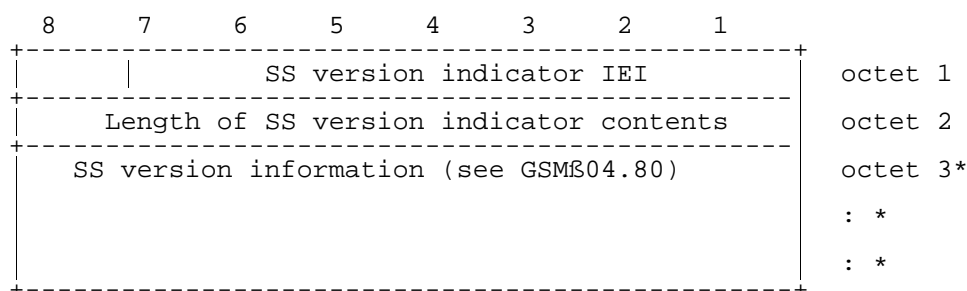 8 7 6 5 4 3 2 1
SS version indicator IEI octet 1
Length of SS version indicator contents octet 2
SS version information (see GSMß04.80) octet 3*
: *
: *